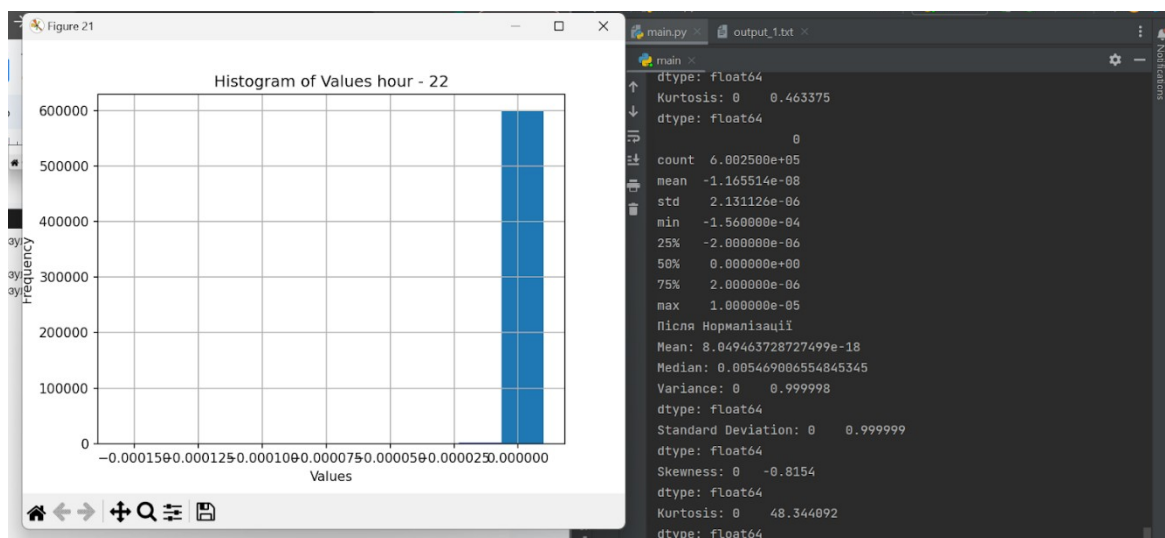 Figure 21
Histogram of Values hour - 22
600000
500000
400000
300000
200000
100000
0
Frequency
−0.000150
−0.000125
−0.000100
−0.000075
−0.000050
−0.000025
0.000000
Values
main.py
output_1.txt
main
Notifications
dtype: float64
Kurtosis: 0    0.463375
dtype: float64
0
count  6.002500e+05
mean  -1.165514e-08
std    2.131126e-06
min   -1.560000e-04
25%   -2.000000e-06
50%    0.000000e+00
75%    2.000000e-06
max    1.000000e-05
Після Нормалізації
Mean: 8.049463728727499e-18
Median: 0.005469006554845345
Variance: 0    0.999998
dtype: float64
Standard Deviation: 0    0.999999
dtype: float64
Skewness: 0   -0.8154
dtype: float64
Kurtosis: 0    48.344092
dtype: float64